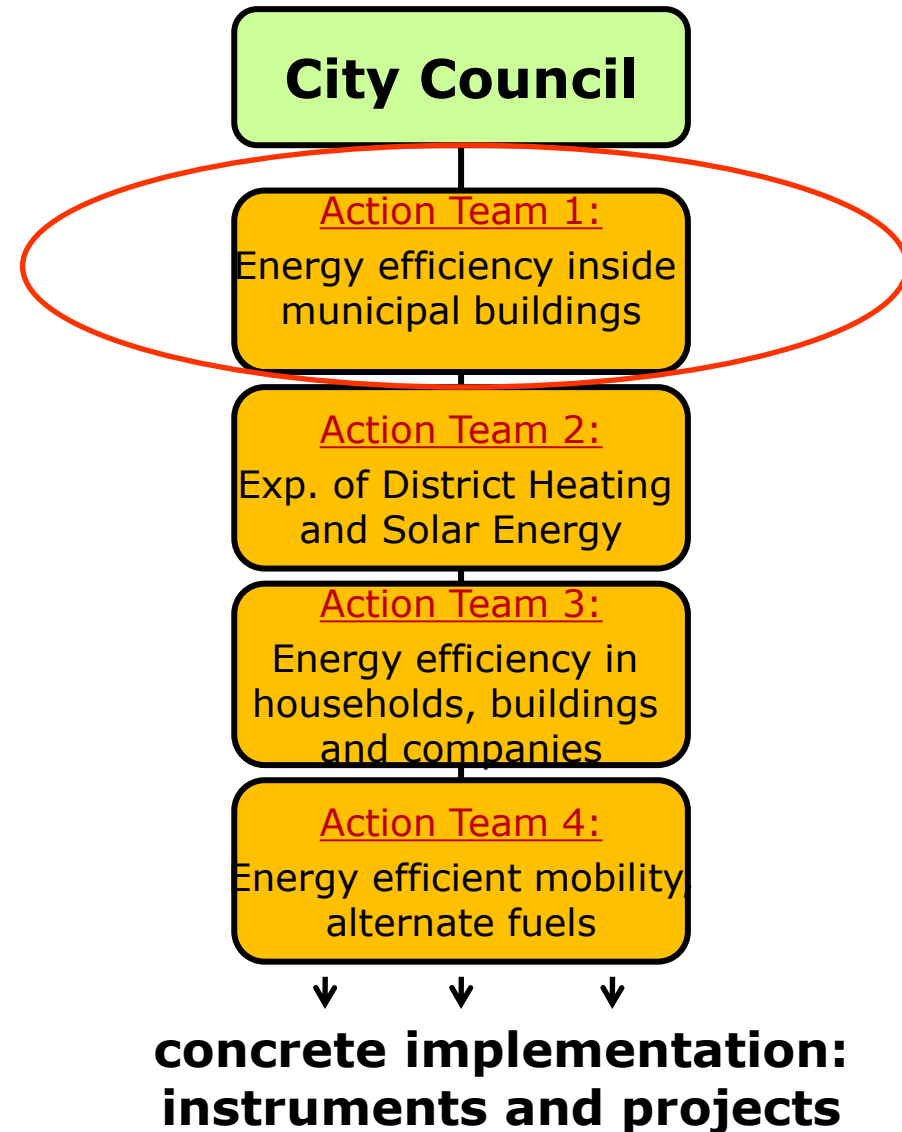 City Council
Action Team 1:
Energy efficiency inside
municipal buildings
Action Team 2:
Exp. of District Heating
and Solar Energy
Action Team 3:
Energy efficiency in
households, buildings
and companies
Action Team 4:
Energy efficient mobility,
alternate fuels
concrete implementation:
instruments and projects